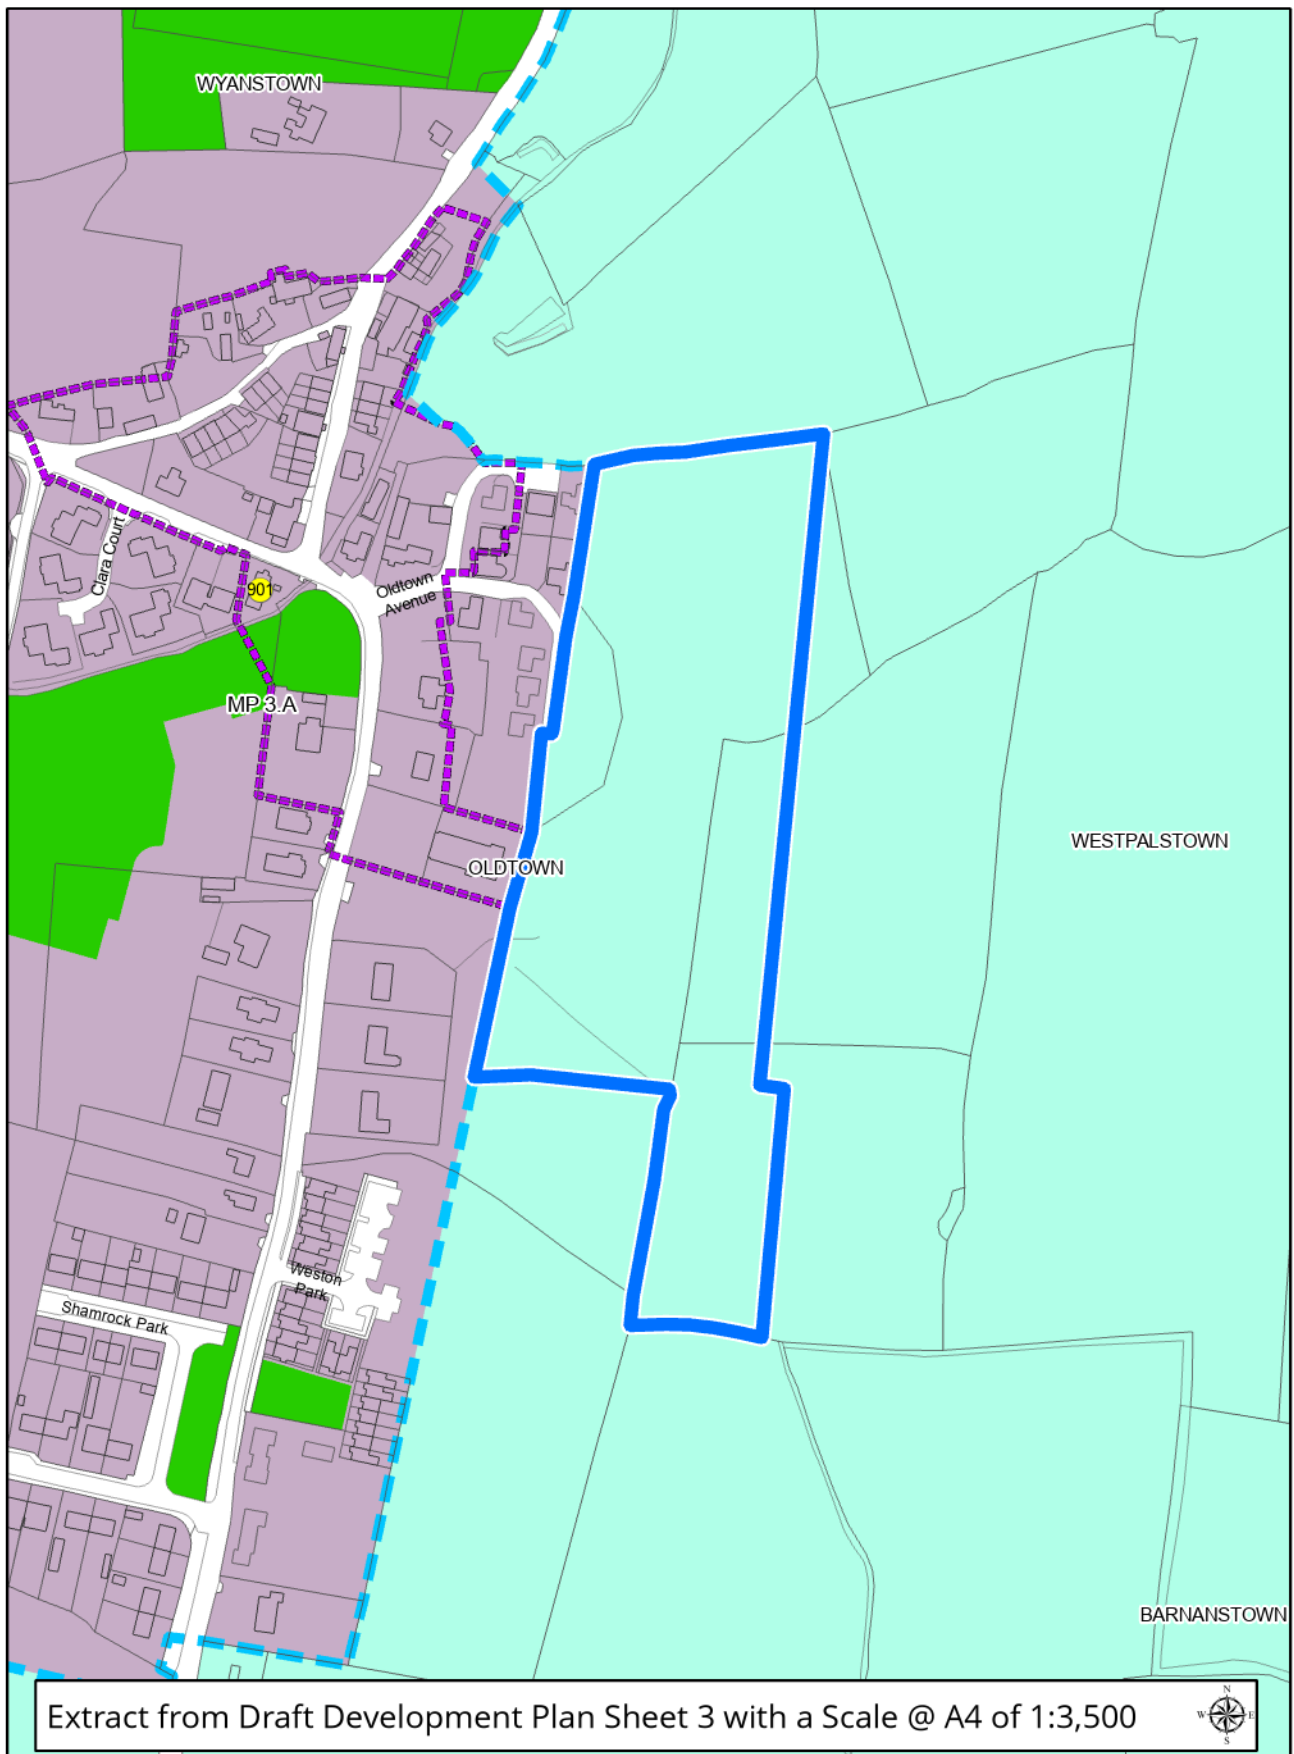 WYANSTOWN
Clara Court
901
Oldtown
Avenue
MP 3.A
OLDTOWN
WESTPALSTOWN
Weston
Park
Shamrock Park
BARNANSTOWN
Extract from Draft Development Plan Sheet 3 with a Scale @ A4 of 1:3,500
N
W E
S